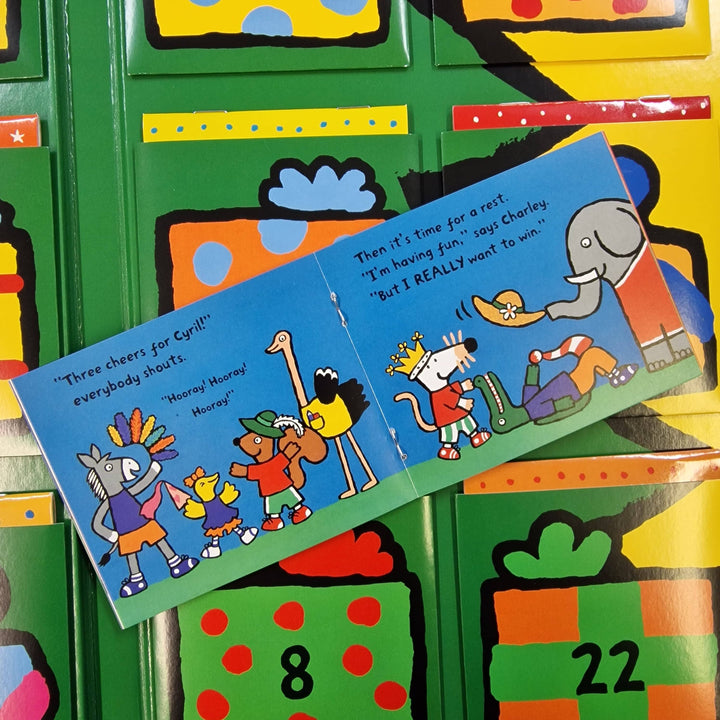 "Three cheers for Cyril!"
everybody shouts.
"Hooray! Hooray!
Hooray!"
Then it's time for a rest.
"I'm having fun," says Charley.
"But I REALLY want to win."
8
22